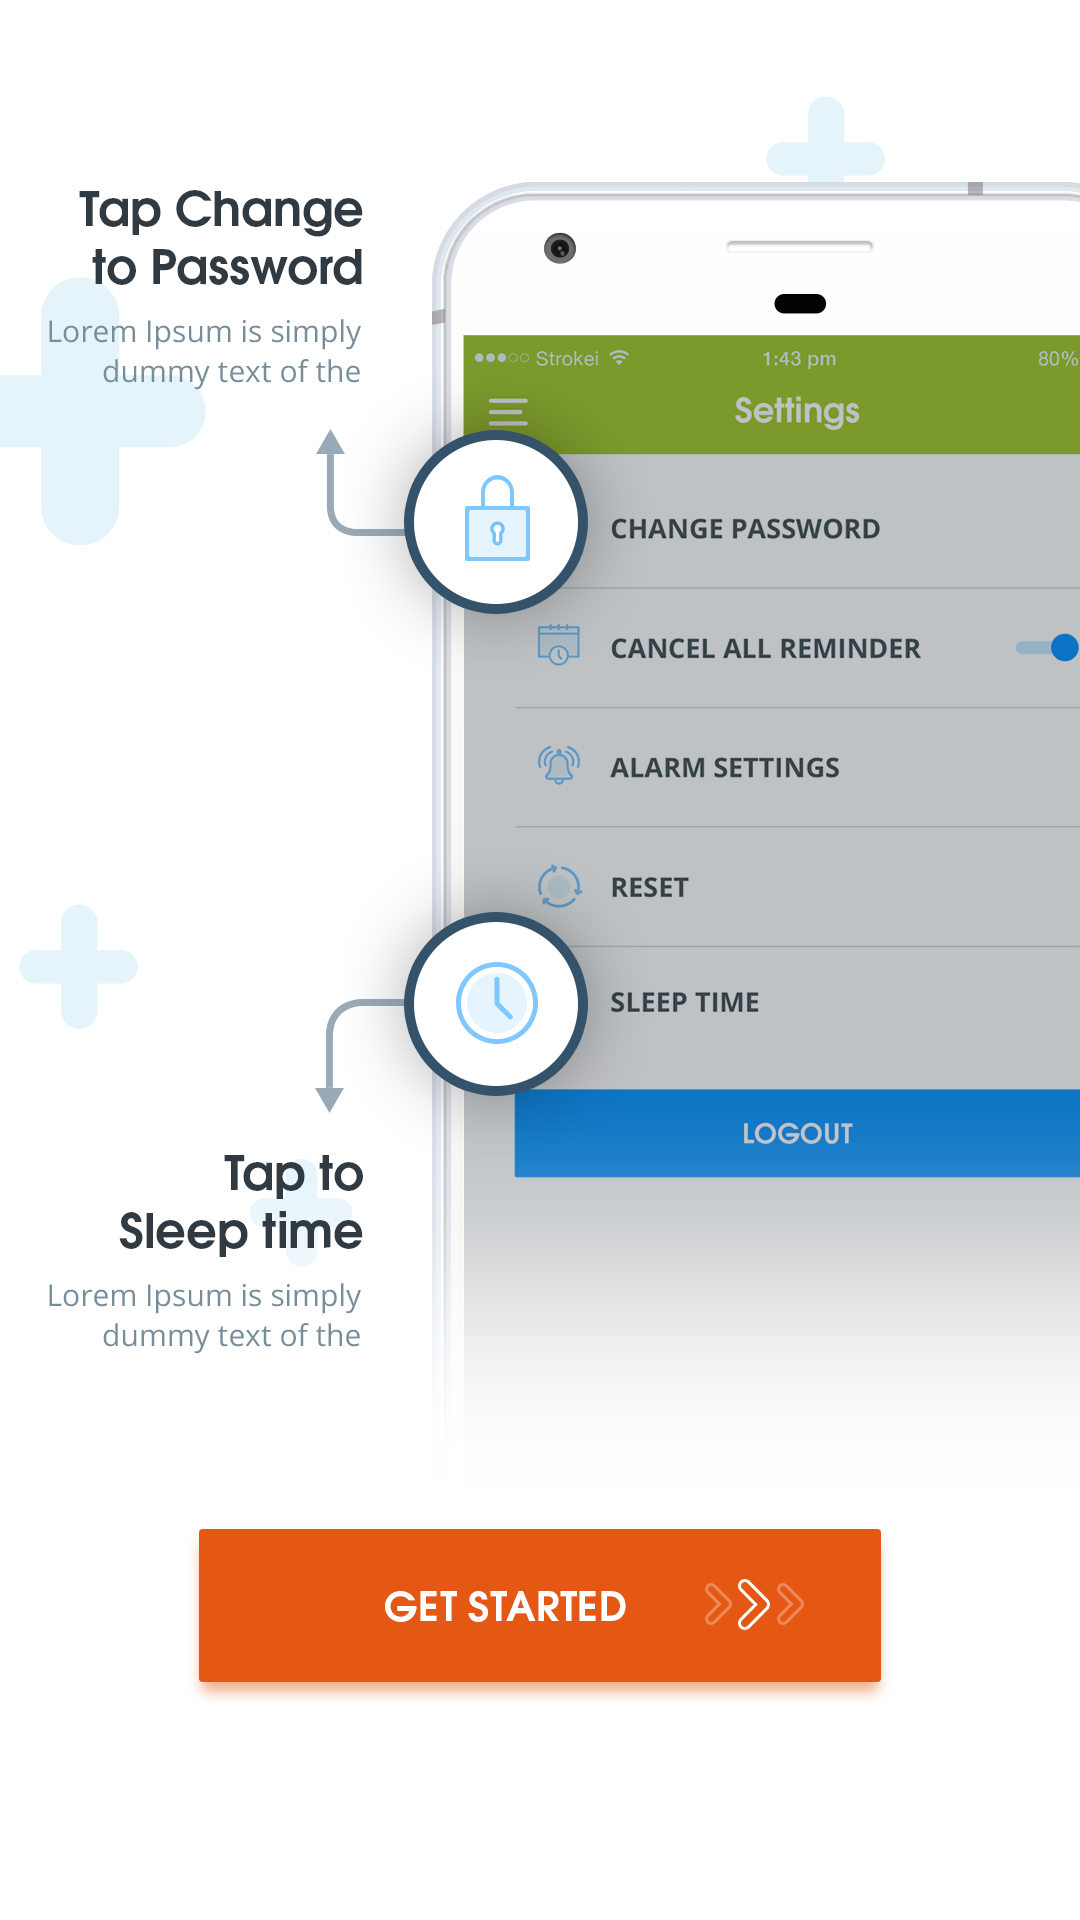 Tap Change
to Password
Lorem Ipsum is simply
dummy text of the
Strokei 1:43 pm 80%
Settings
CHANGE PASSWORD
CANCEL ALL REMINDER
ALARM SETTINGS
RESET
SLEEP TIME
LOGOUT
Tap to
Sleep time
Lorem Ipsum is simply
dummy text of the
GET STARTED